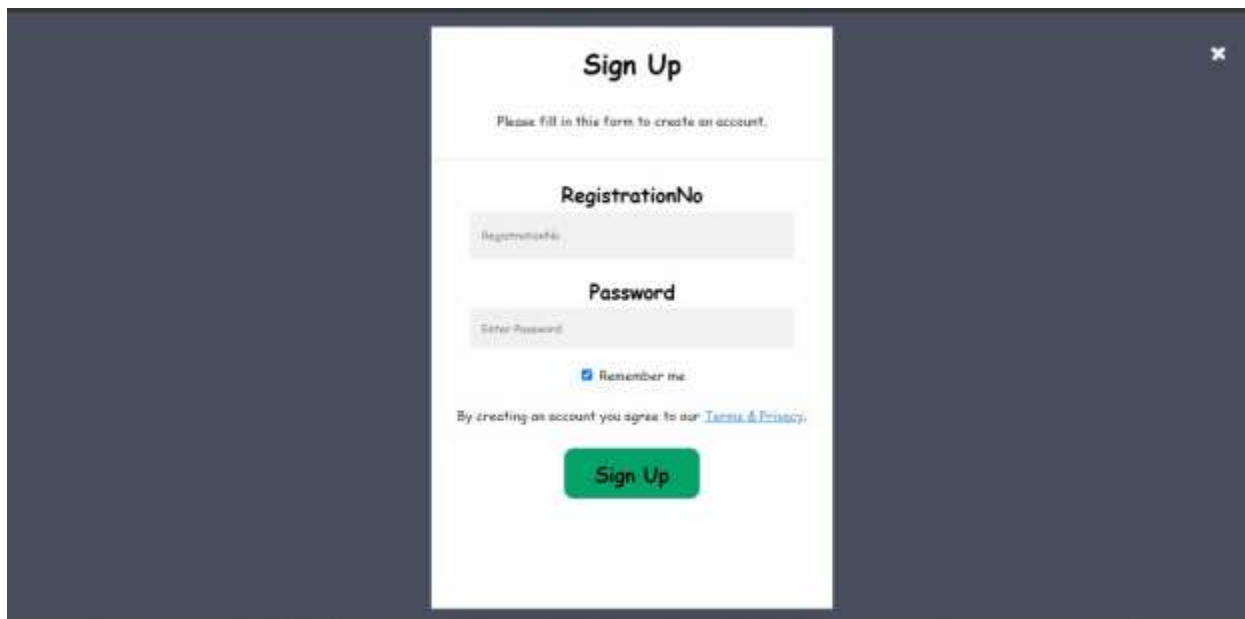 Sign Up
Please fill in this form to create an account.
RegistrationNo
RegistrationNo
Password
Enter Password
Remember me
By creating an account you agree to our Terms & Privacy.
Sign Up